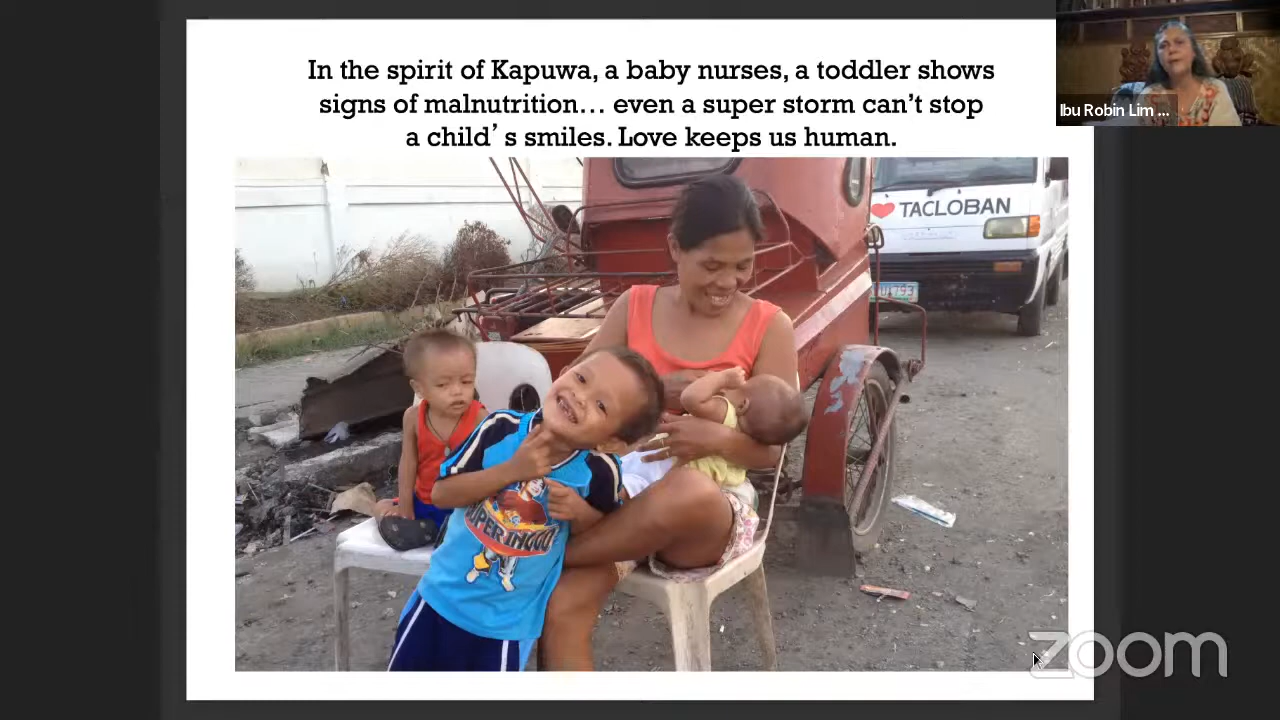 In the spirit of Kapuwa, a baby nurses, a toddler shows
signs of malnutrition... even a super storm can't stop
a child's smiles. Love keeps us human.
Ibu Robin Lim ...
TACLOBAN
zoom